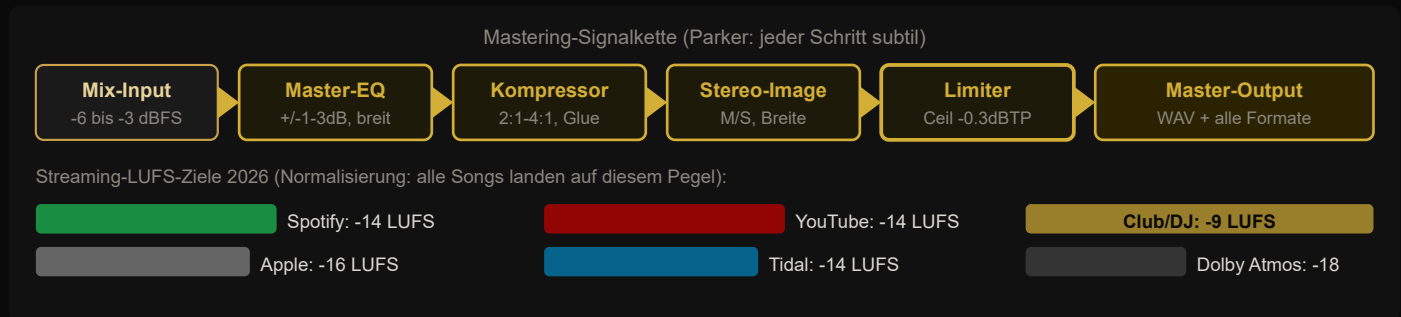 Mastering-Signalkette (Parker: jeder Schritt subtil)
Mix-Input
-6 bis -3 dBFS
Master-EQ
+/-1-3dB, breit
Kompressor
2:1-4:1, Glue
Stereo-Image
M/S, Breite
Limiter
Ceil -0.3dBTP
Master-Output
WAV + alle Formate
Streaming-LUFS-Ziele 2026 (Normalisierung: alle Songs landen auf diesem Pegel):
Spotify: -14 LUFS
YouTube: -14 LUFS
Club/DJ: -9 LUFS
Apple: -16 LUFS
Tidal: -14 LUFS
Dolby Atmos: -18